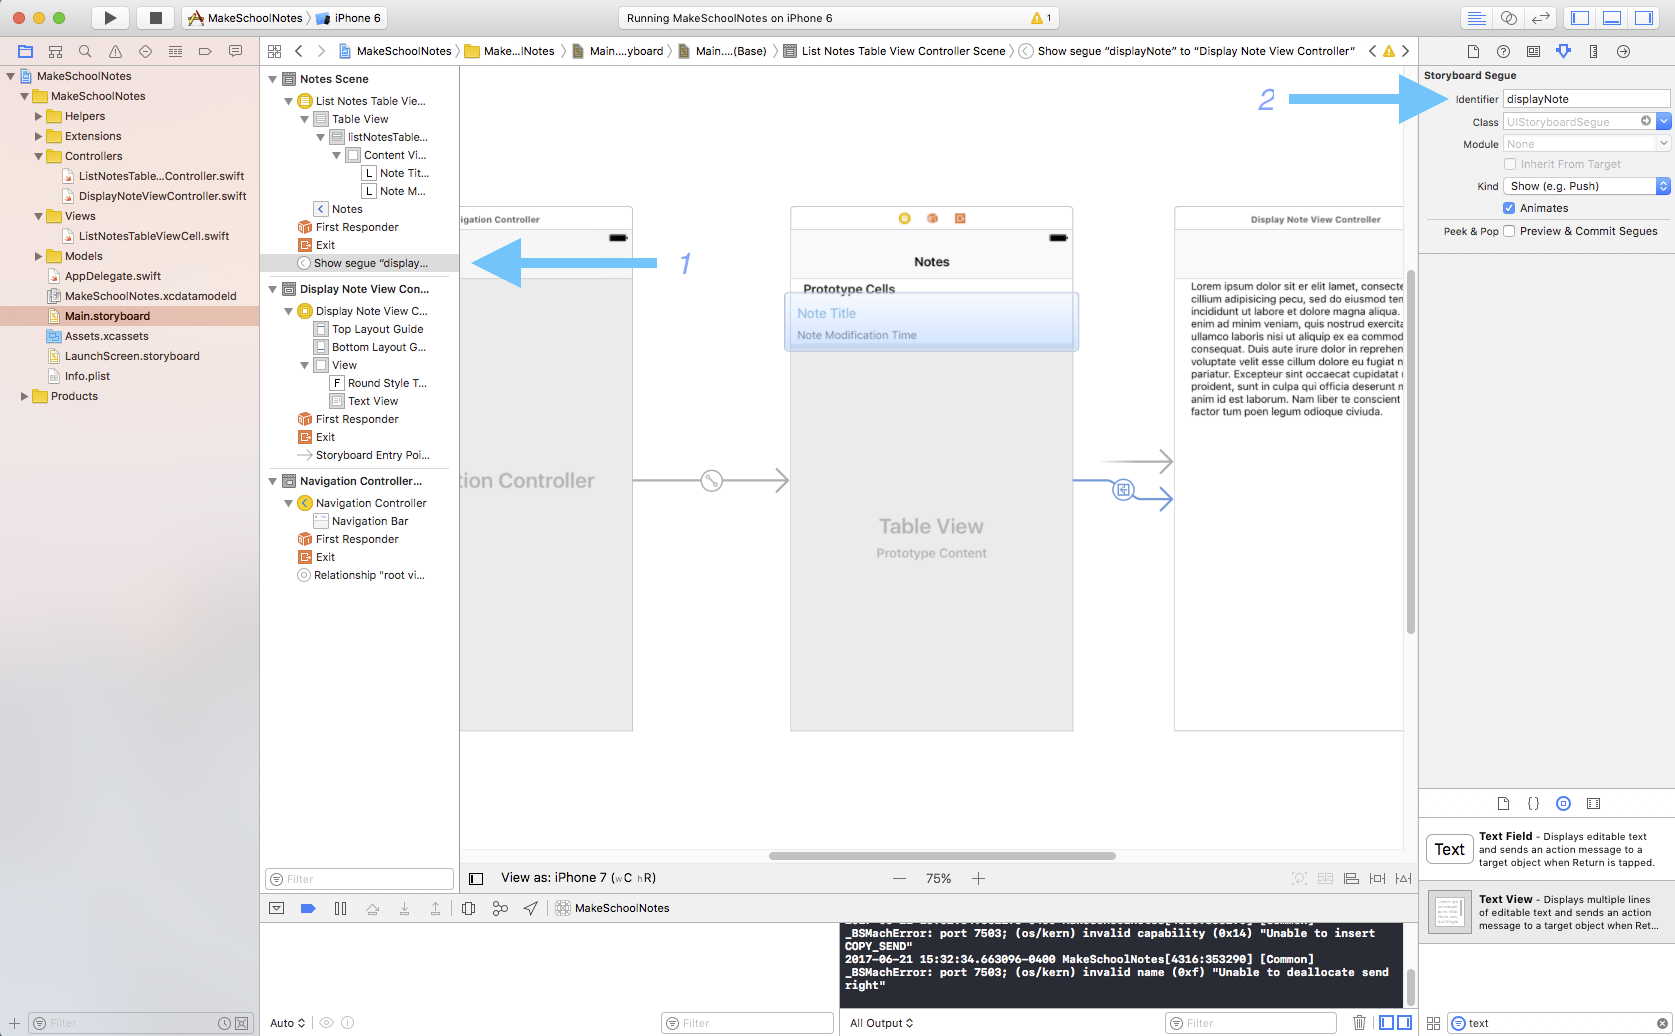 MakeSchoolNotes
iPhone 6
Running MakeSchoolNotes on iPhone 6
1
MakeSchoolNotes
Make...lNotes
Main....yboard
Main....(Base)
List Notes Table View Controller Scene
Show segue "displayNote" to "Display Note View Controller"
MakeSchoolNotes
MakeSchoolNotes
Helpers
Extensions
Controllers
ListNotesTable...Controller.swift
DisplayNoteViewController.swift
Views
ListNotesTableViewCell.swift
Models
AppDelegate.swift
MakeSchoolNotes.xcdatamodeld
Main.storyboard
Assets.xcassets
LaunchScreen.storyboard
Info.plist
Products
Filter
Notes Scene
List Notes Table Vie...
Table View
listNotesTable...
Content Vi...
L Note Tit...
L Note M...
Notes
First Responder
Exit
Show segue "display...
Display Note View Con...
Display Note View C...
Top Layout Guide
Bottom Layout G...
View
F Round Style T...
Text View
First Responder
Exit
Storyboard Entry Poi...
Navigation Controller...
Navigation Controller
Navigation Bar
First Responder
Exit
Relationship "root vi...
Filter
1
igation Controller
tion Controller
Notes
Prototype Cells
Note Title
Note Modification Time
Table View
Prototype Content
Display Note View Controller
Lorem ipsum dolor sit er elit lamet, consecte
cillium adipisicing pecu, sed do eiusmod ten
incididunt ut labore et dolore magna aliqua.
enim ad minim veniam, quis nostrud exercita
ullamco laboris nisi ut aliquip ex ea commod
consequat. Duis aute irure dolor in reprehen
voluptate velit esse cillum dolore eu fugiat n
pariatur. Excepteur sint occaecat cupidatat
proident, sunt in culpa qui officia deserunt n
anim id est laborum. Nam liber te conscient
factor tum poen legum odioque civiuda.
View as: iPhone 7 (wC hR)
75%
MakeSchoolNotes
_BSMachError: port 7503; (os/kern) invalid capability (0x14) "Unable to insert
COPY_SEND"
2017-06-21 15:32:34.663096-0400 MakeSchoolNotes[4316:353290] [Common]
_BSMachError: port 7503; (os/kern) invalid name (0xf) "Unable to deallocate send
right"
Auto
Filter
All Output
Filter
2
Storyboard Segue
Identifier displayNote
Class UIStoryboardSegue
Module None
Inherit From Target
Kind Show (e.g. Push)
Animates
Peek & Pop Preview & Commit Segues
Text
Text Field - Displays editable text
and sends an action message to a
target object when Return is tapped.
Text View - Displays multiple lines
of editable text and sends an action
message to a target object when Ret...
text